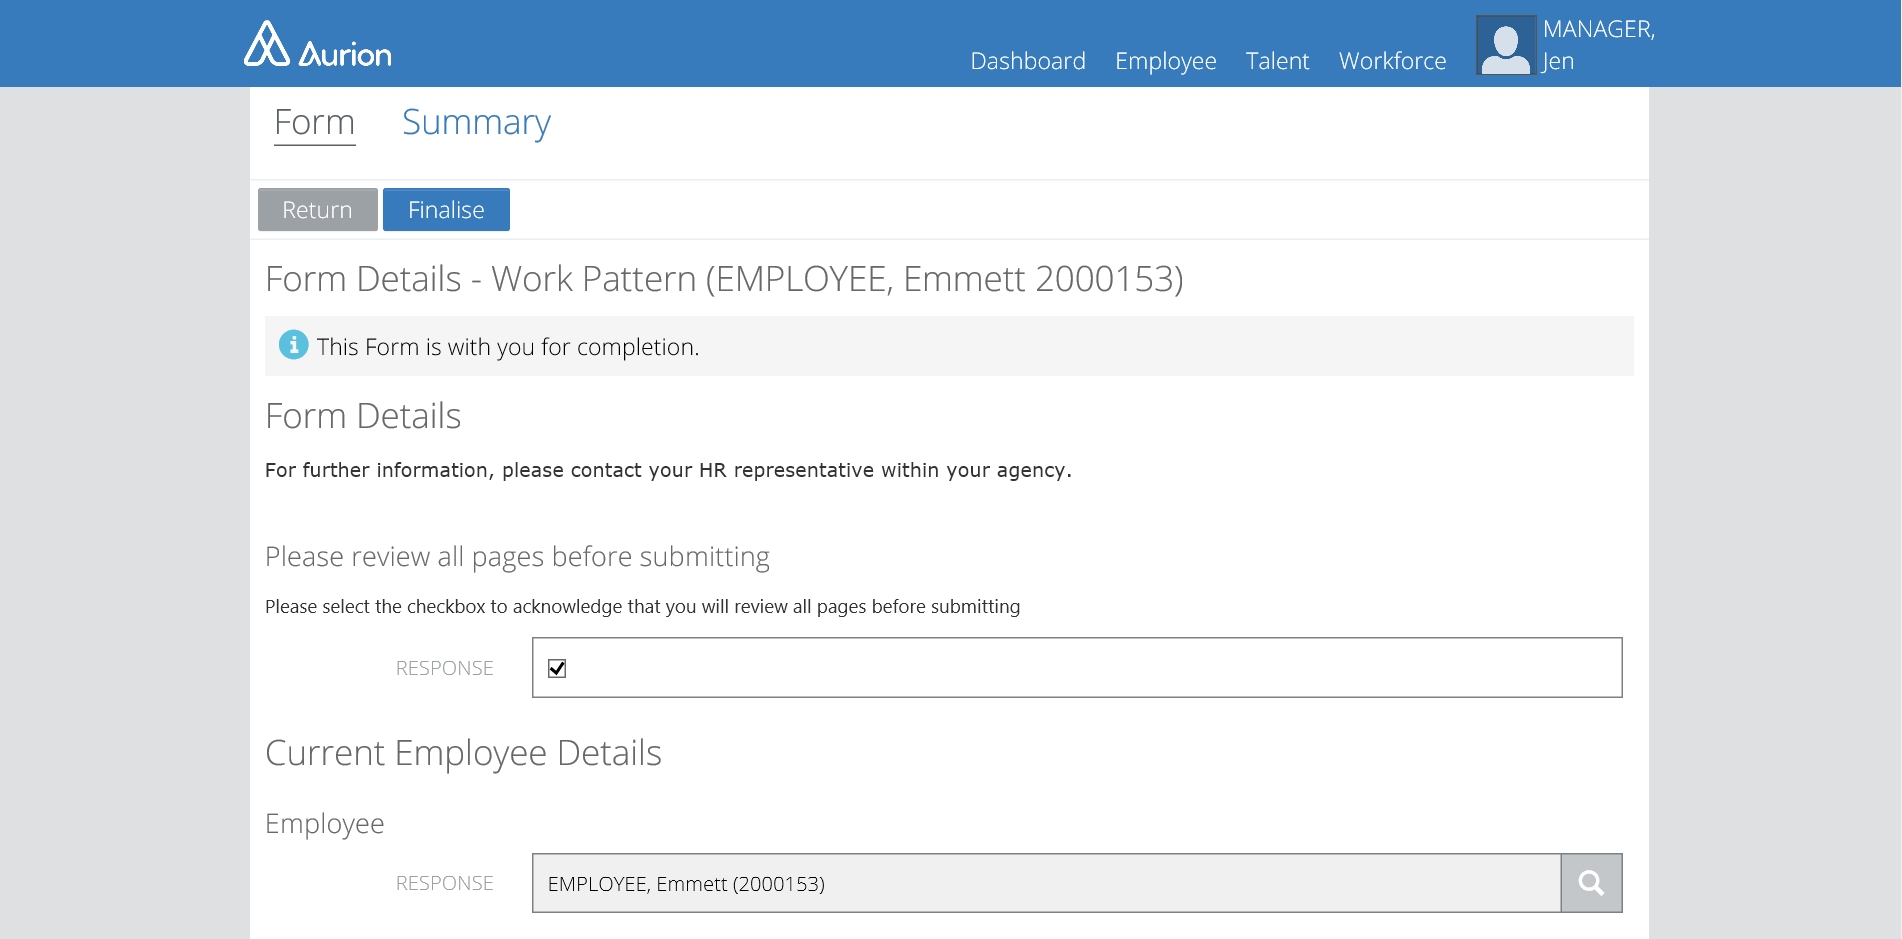 Aurion
Dashboard Employee Talent Workforce
MANAGER,
Jen
Form Summary
Return Finalise
Form Details - Work Pattern (EMPLOYEE, Emmett 2000153)
This Form is with you for completion.
Form Details
For further information, please contact your HR representative within your agency.
Please review all pages before submitting
Please select the checkbox to acknowledge that you will review all pages before submitting
RESPONSE
Current Employee Details
Employee
RESPONSE EMPLOYEE, Emmett (2000153)